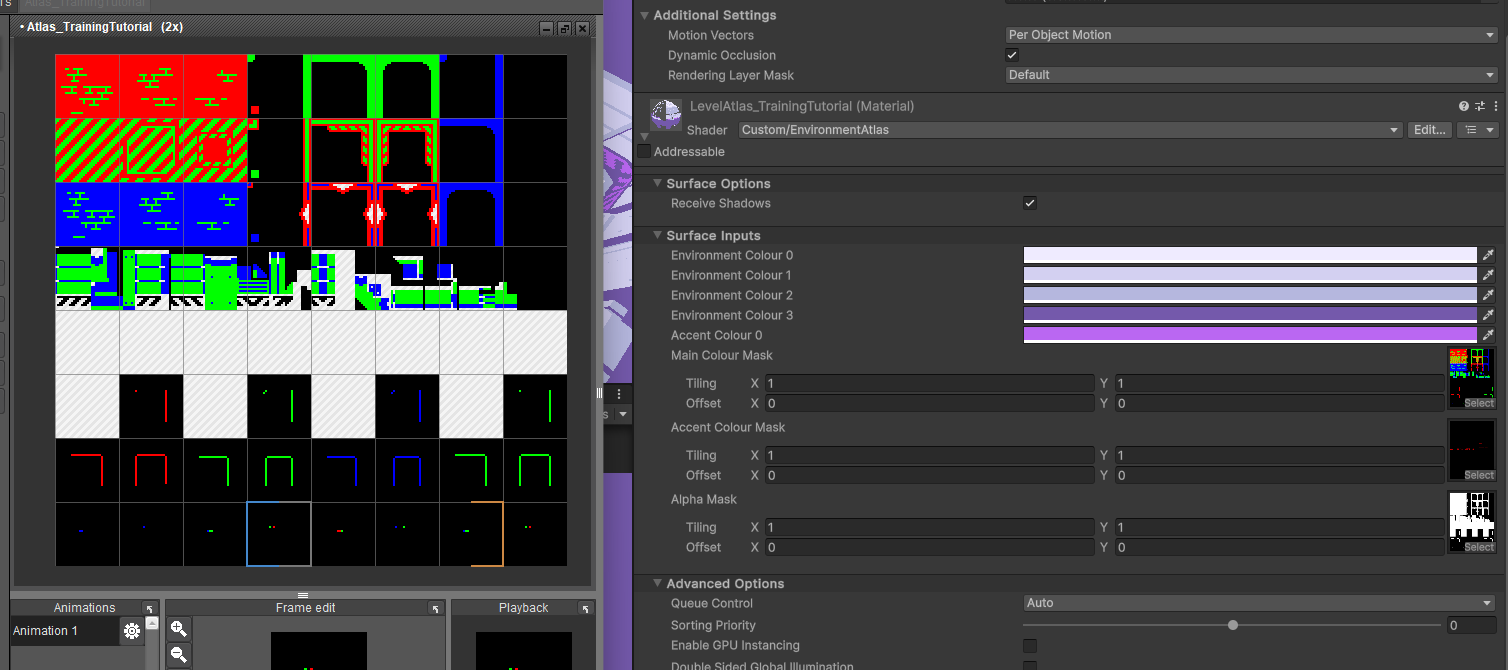 Atlas_TrainingTutorial
• Atlas_TrainingTutorial (2x)
Additional Settings
Motion Vectors Per Object Motion
Dynamic Occlusion
Rendering Layer Mask Default
LevelAtlas_TrainingTutorial (Material)
Shader Custom/EnvironmentAtlas Edit...
Addressable
Surface Options
Receive Shadows
Surface Inputs
Environment Colour 0
Environment Colour 1
Environment Colour 2
Environment Colour 3
Accent Colour 0
Main Colour Mask
Tiling X 1 Y 1
Offset X 0 Y 0
Select
Accent Colour Mask
Tiling X 1 Y 1
Offset X 0 Y 0
Select
Alpha Mask
Tiling X 1 Y 1
Offset X 0 Y 0
Select
Advanced Options
Queue Control Auto
Sorting Priority 0
Enable GPU Instancing
Double Sided Global Illumination
Animations Frame edit Playback
Animation 1